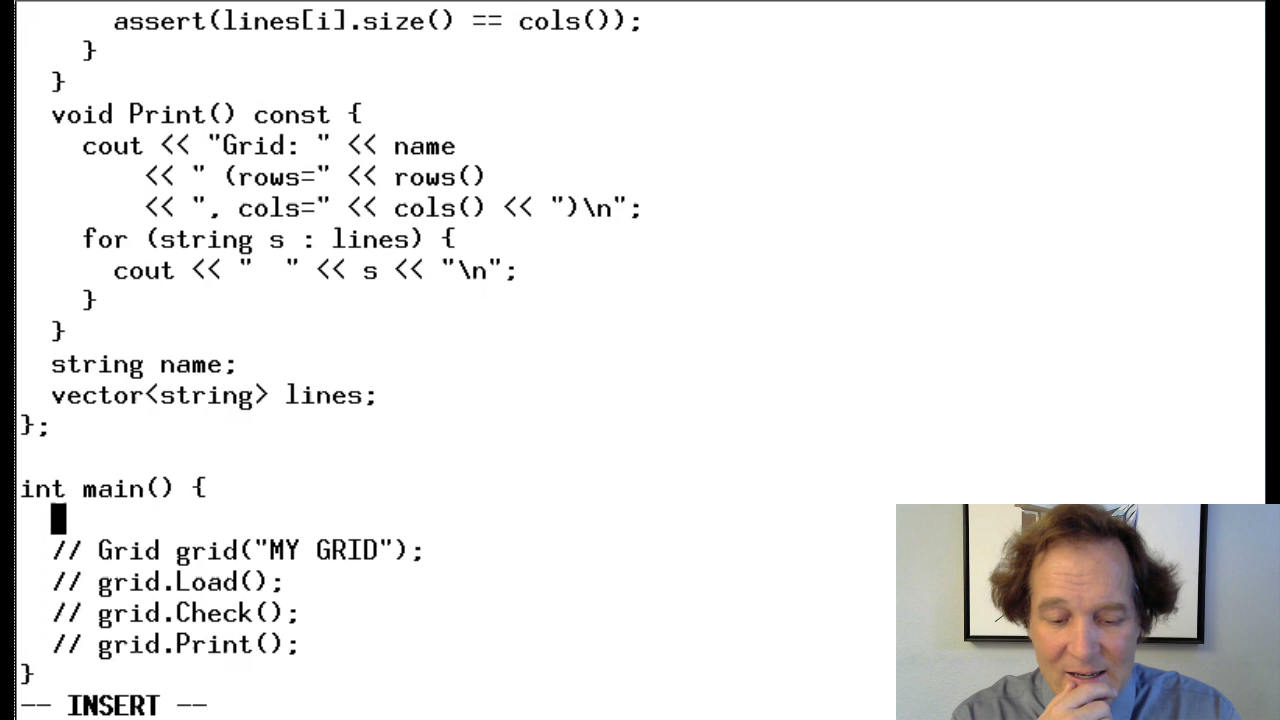 assert(lines[i].size() == cols());
    }
  }
  void Print() const {
    cout << "Grid: " << name
        << " (rows=" << rows()
        << ", cols=" << cols() << ")\n";
    for (string s : lines) {
      cout << "  " << s << "\n";
    }
  }
  string name;
  vector<string> lines;
};

int main() {

  // Grid grid("MY GRID");
  // grid.Load();
  // grid.Check();
  // grid.Print();
}
-- INSERT --